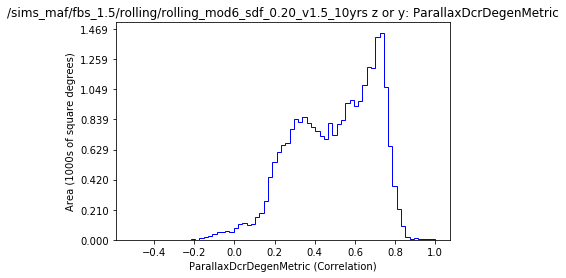 /sims_maf/fbs_1.5/rolling/rolling_mod6_sdf_0.20_v1.5_10yrs z or y: ParallaxDcrDegenMetric
1.469
1.259
1.049
0.839
0.629
0.420
0.210
0.000
Area (1000s of square degrees)
−0.4 −0.2 0.0 0.2 0.4 0.6 0.8 1.0
ParallaxDcrDegenMetric (Correlation)